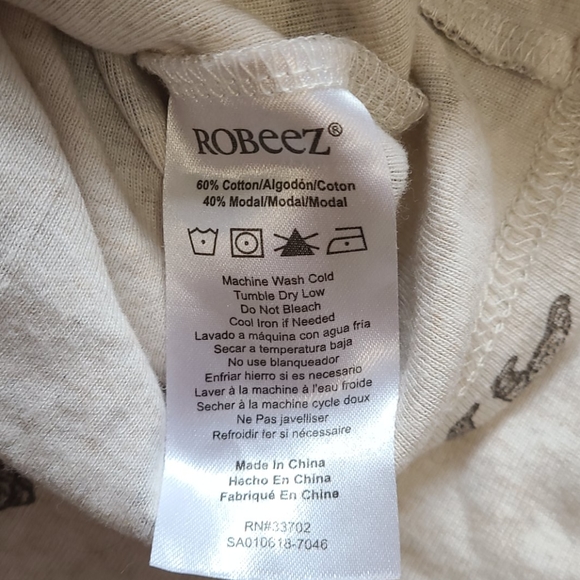 ROBeeZ®
60% Cotton/Algodón/Coton
40% Modal/Modal/Modal
Machine Wash Cold
Tumble Dry Low
Do Not Bleach
Cool Iron if Needed
Lavado a máquina con agua fria
Secar a temperatura baja
No use blanqueador
Enfriar hierro si es necesario
Laver à la machine à l'eau froide
Secher à la machine cycle doux
Ne Pas javelliser
Refroidir fer si nécessaire
Made In China
Hecho En China
Fabriqué En China
RN#33702
SA010618-7046